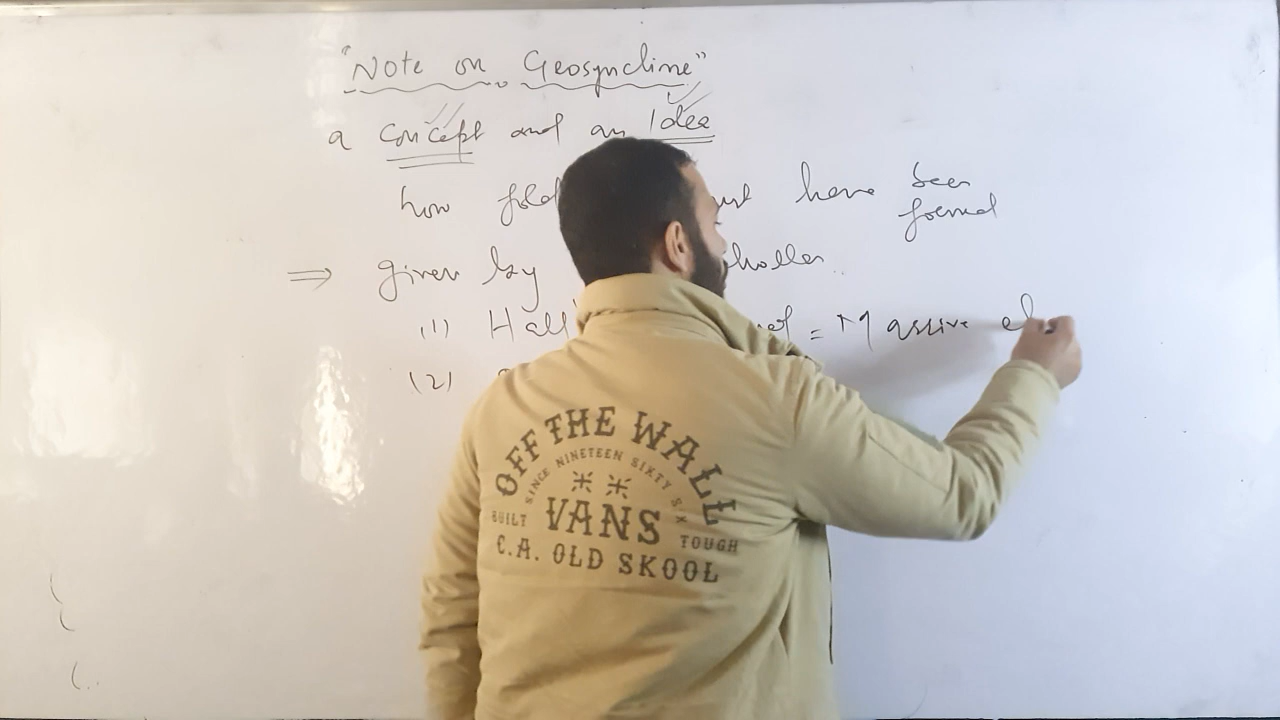 "Note on Geosyncline"
a concept and an Idea
how fold have been
formed
⇒ given by
(1) Hall = Massive
(2)
OFF THE WALL
SINCE NINETEEN SIXTY SIX
BUILT VANS TOUGH
C.A. OLD SKOOL